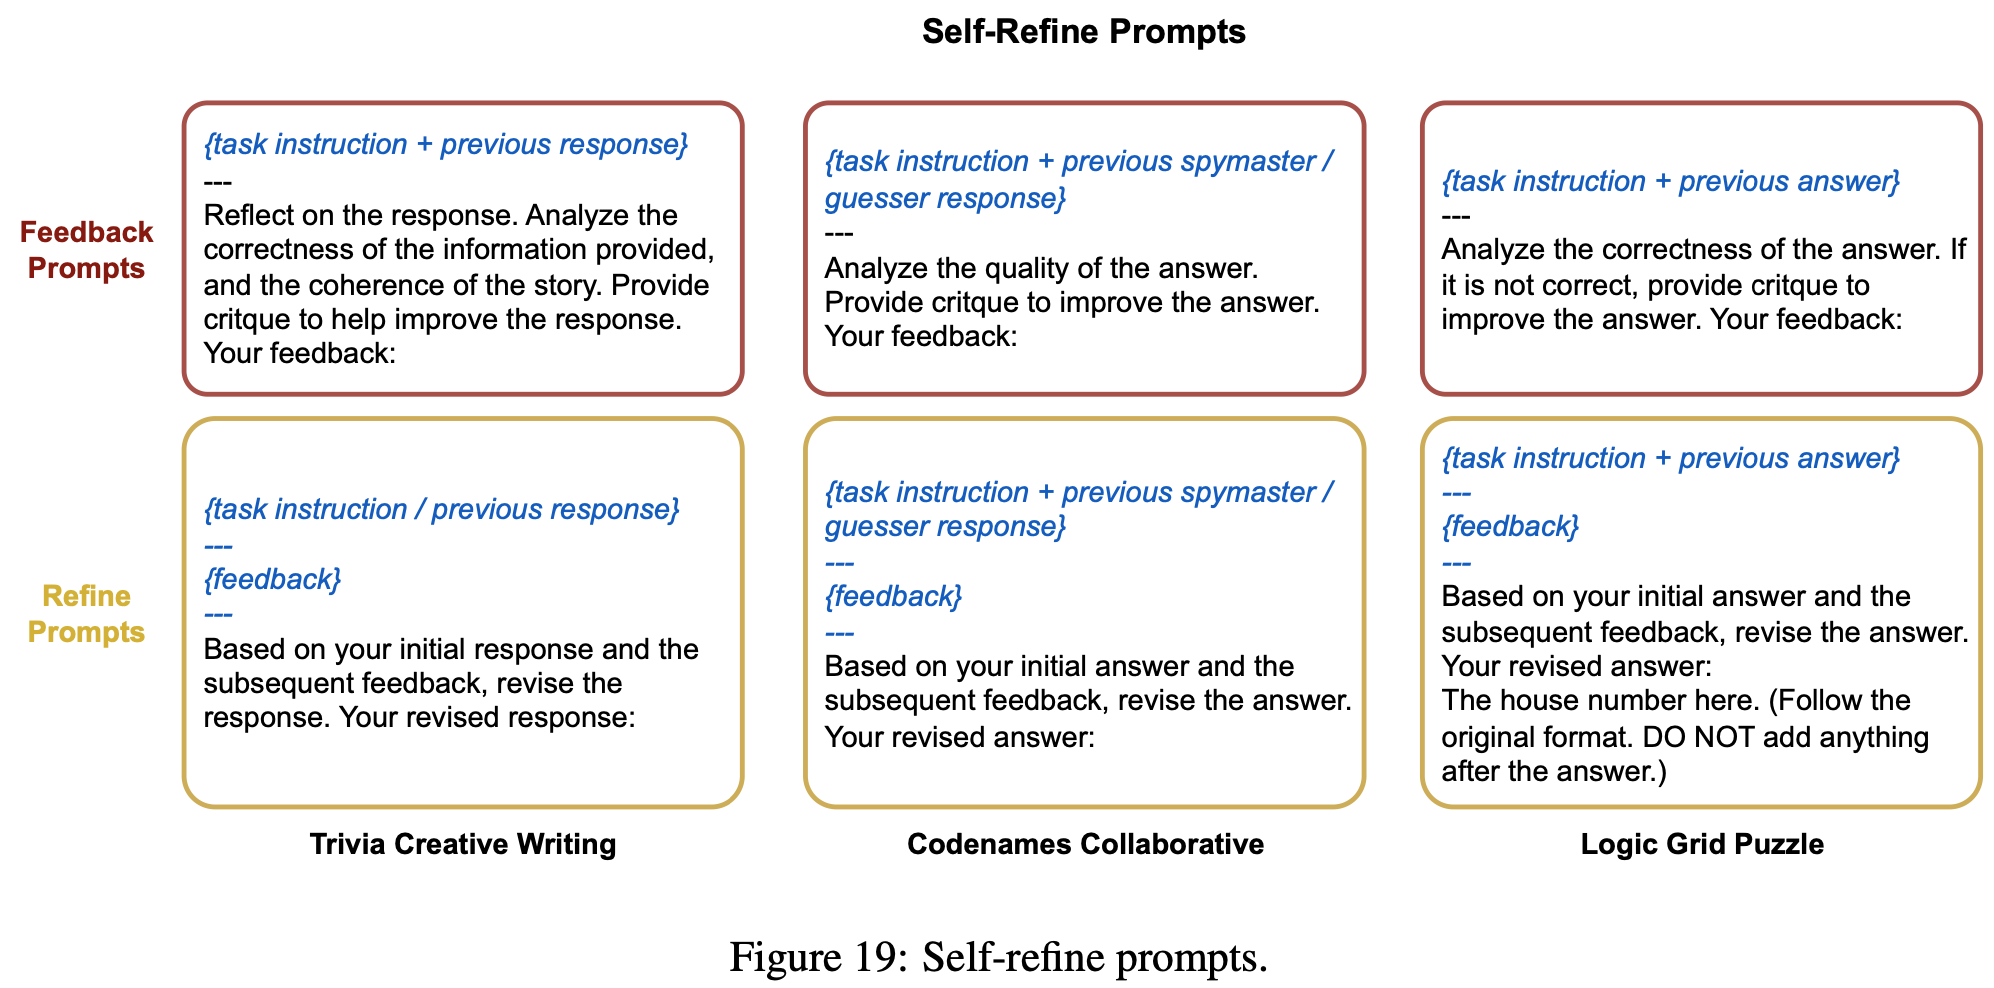 Self-Refine Prompts
Feedback
Prompts
{task instruction + previous response}
---
Reflect on the response. Analyze the
correctness of the information provided,
and the coherence of the story. Provide
critque to help improve the response.
Your feedback:
{task instruction + previous spymaster /
guesser response}
---
Analyze the quality of the answer.
Provide critque to improve the answer.
Your feedback:
{task instruction + previous answer}
---
Analyze the correctness of the answer. If
it is not correct, provide critque to
improve the answer. Your feedback:
Refine
Prompts
{task instruction / previous response}
---
{feedback}
---
Based on your initial response and the
subsequent feedback, revise the
response. Your revised response:
{task instruction + previous spymaster /
guesser response}
---
{feedback}
---
Based on your initial answer and the
subsequent feedback, revise the answer.
Your revised answer:
{task instruction + previous answer}
---
{feedback}
---
Based on your initial answer and the
subsequent feedback, revise the answer.
Your revised answer:
The house number here. (Follow the
original format. DO NOT add anything
after the answer.)
Trivia Creative Writing
Codenames Collaborative
Logic Grid Puzzle
Figure 19: Self-refine prompts.